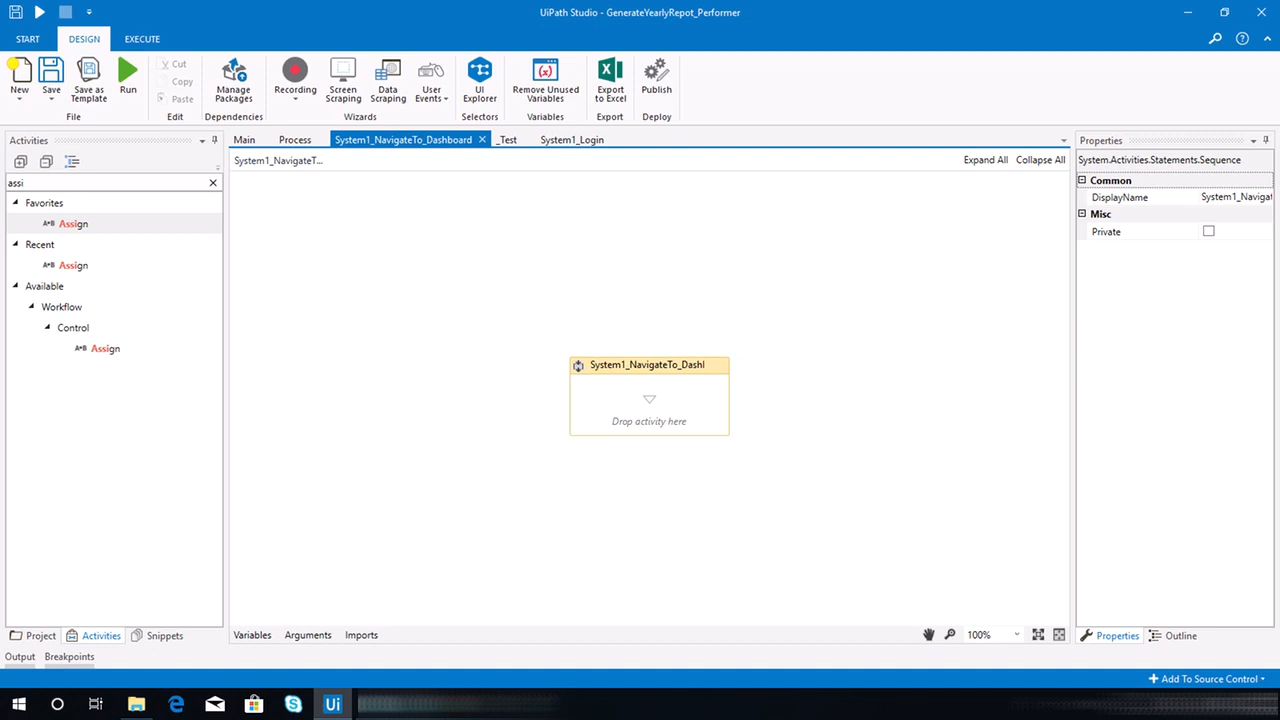 UiPath Studio - GenerateYearlyRepot_Performer
START DESIGN EXECUTE
New Save Save as Template Run Cut Copy Paste Manage Packages Recording Screen Scraping Data Scraping User Events UI Explorer Remove Unused Variables Export to Excel Publish
File Edit Dependencies Wizards Selectors Variables Export Deploy
Activities Main Process System1_NavigateTo_Dashboard _Test System1_Login Properties
System1_NavigateT... Expand All Collapse All System.Activities.Statements.Sequence
assi Common
DisplayName System1_Navigat
Favorites Misc
Assign Private
Recent
Assign
Available
Workflow
Control
Assign
System1_NavigateTo_Dashl
Drop activity here
Project Activities Snippets Variables Arguments Imports 100% Properties Outline
Output Breakpoints
Add To Source Control
Ui